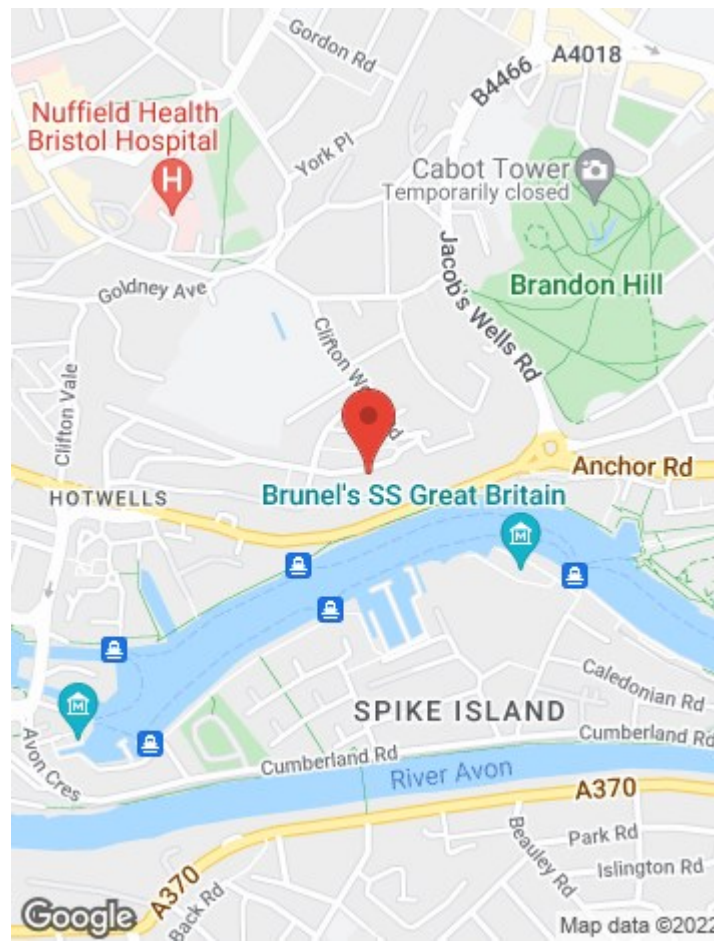 Gordon Rd
B4466
A4018
Nuffield Health
Bristol Hospital
H
York Pl
Cabot Tower
Temporarily closed
Jacob's Wells Rd
Brandon Hill
Goldney Ave
Clifton Vale
Anchor Rd
HOTWELLS
Brunel's SS Great Britain
M
M
SPIKE ISLAND
Caledonian Rd
Cumberland Rd
Cumberland Rd
Avon Cres
River Avon
A370
Beauley Rd
Park Rd
Islington Rd
A370
Back Rd
Google
Map data ©2022